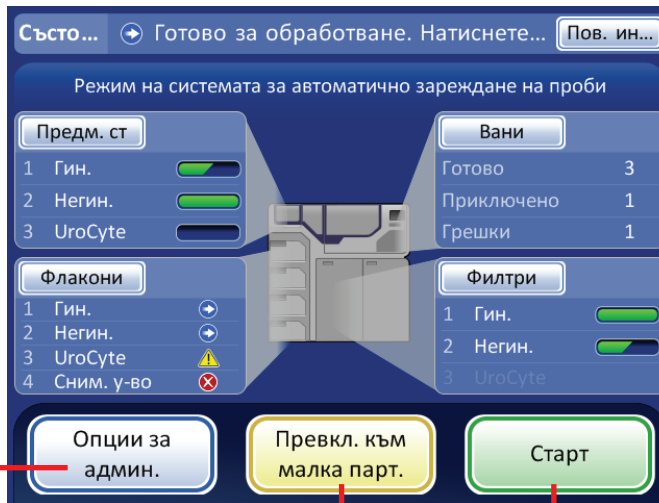 Състо... Готово за обработване. Натиснете... Пов. ин...
Режим на системата за автоматично зареждане на проби
Предм. ст
1 Гин.
2 Негин.
3 UroCyte
Вани
Готово 3
Приключено 1
Грешки 1
Флакони
1 Гин.
2 Негин.
3 UroCyte
4 Сним. у-во
Филтри
1 Гин.
2 Негин.
3 UroCyte
Опции за
админ.
Превкл. към
малка парт.
Старт